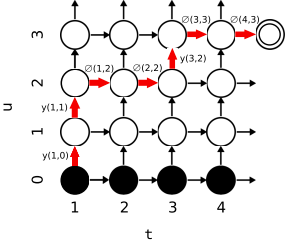 3
∅(3,3)
∅(4,3)
y(3,2)
∅(1,2)
∅(2,2)
2
y(1,1)
u
1
y(1,0)
0
1
2
3
4
t